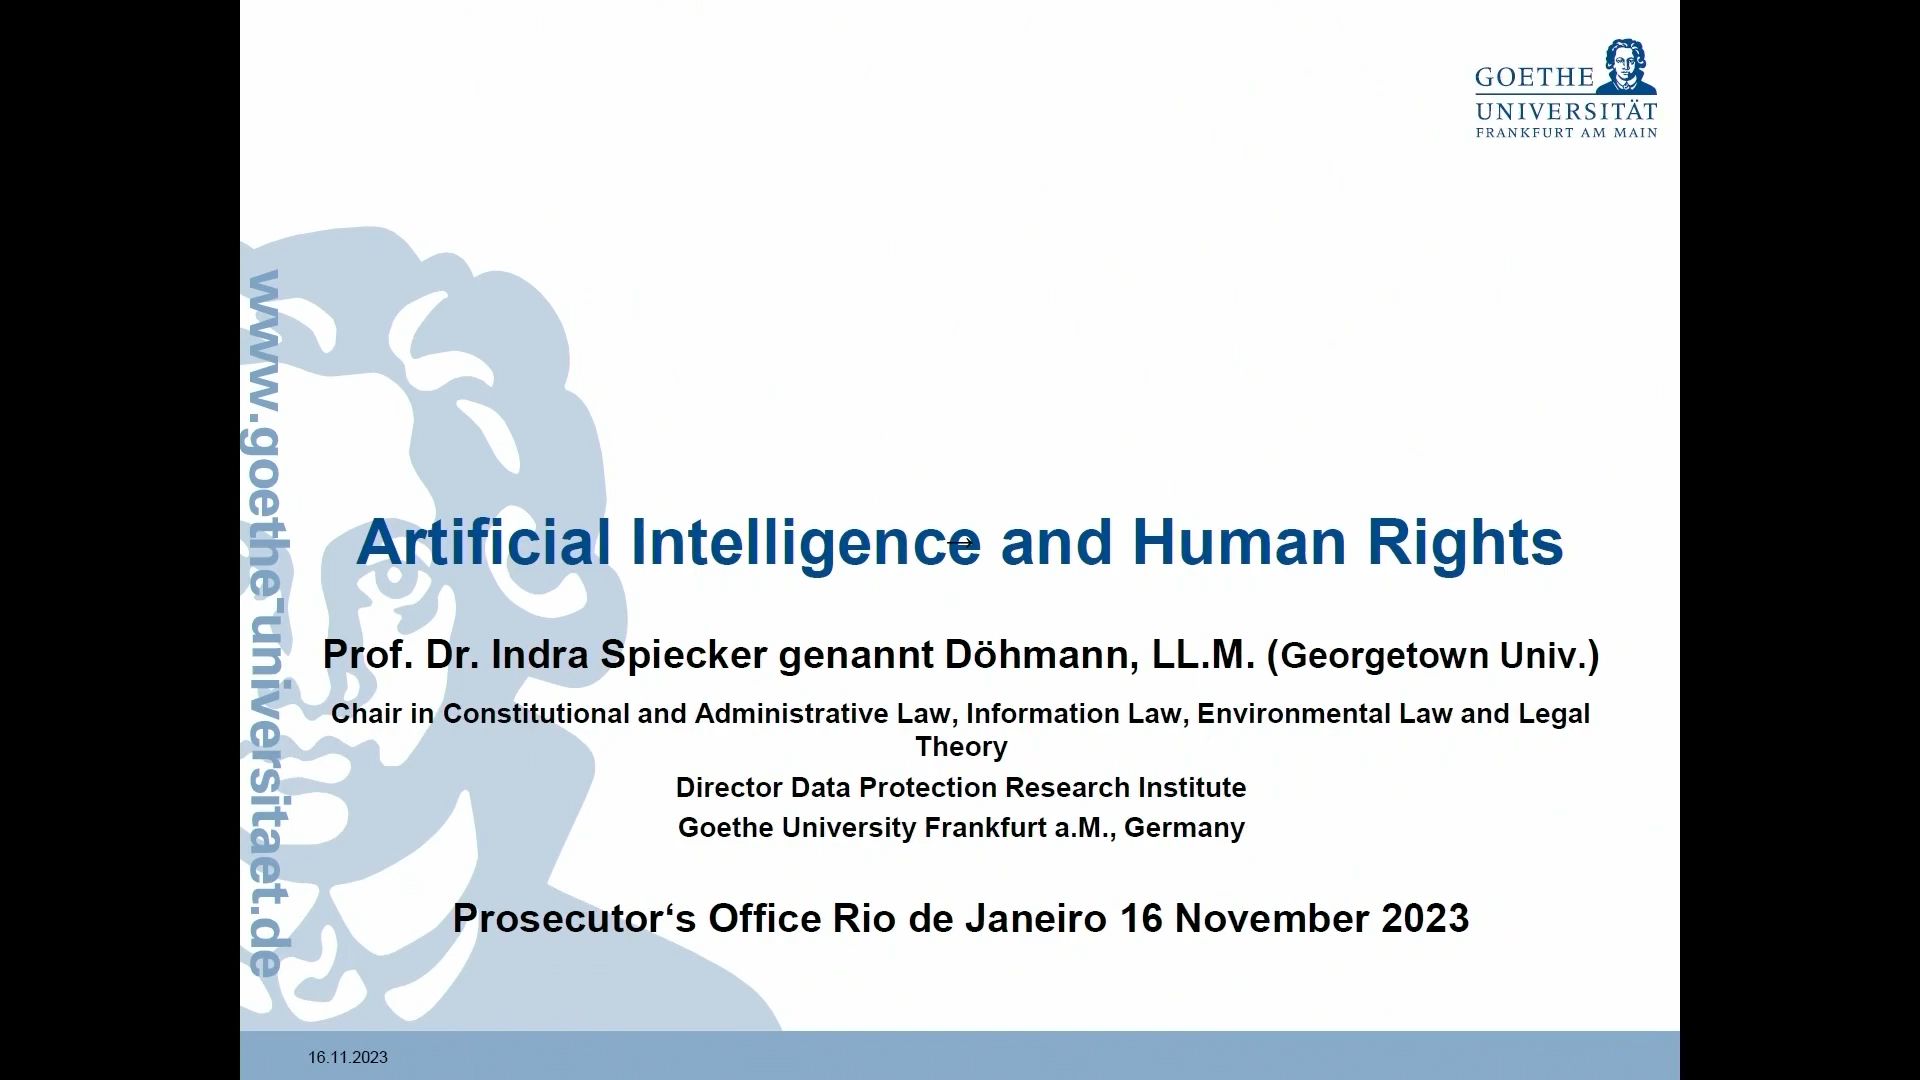 GOETHE
UNIVERSITÄT
FRANKFURT AM MAIN
www.goethe-universitaet.de
Artificial Intelligence and Human Rights
Prof. Dr. Indra Spiecker genannt Döhmann, LL.M. (Georgetown Univ.)
Chair in Constitutional and Administrative Law, Information Law, Environmental Law and Legal
Theory
Director Data Protection Research Institute
Goethe University Frankfurt a.M., Germany
Prosecutor‘s Office Rio de Janeiro 16 November 2023
16.11.2023